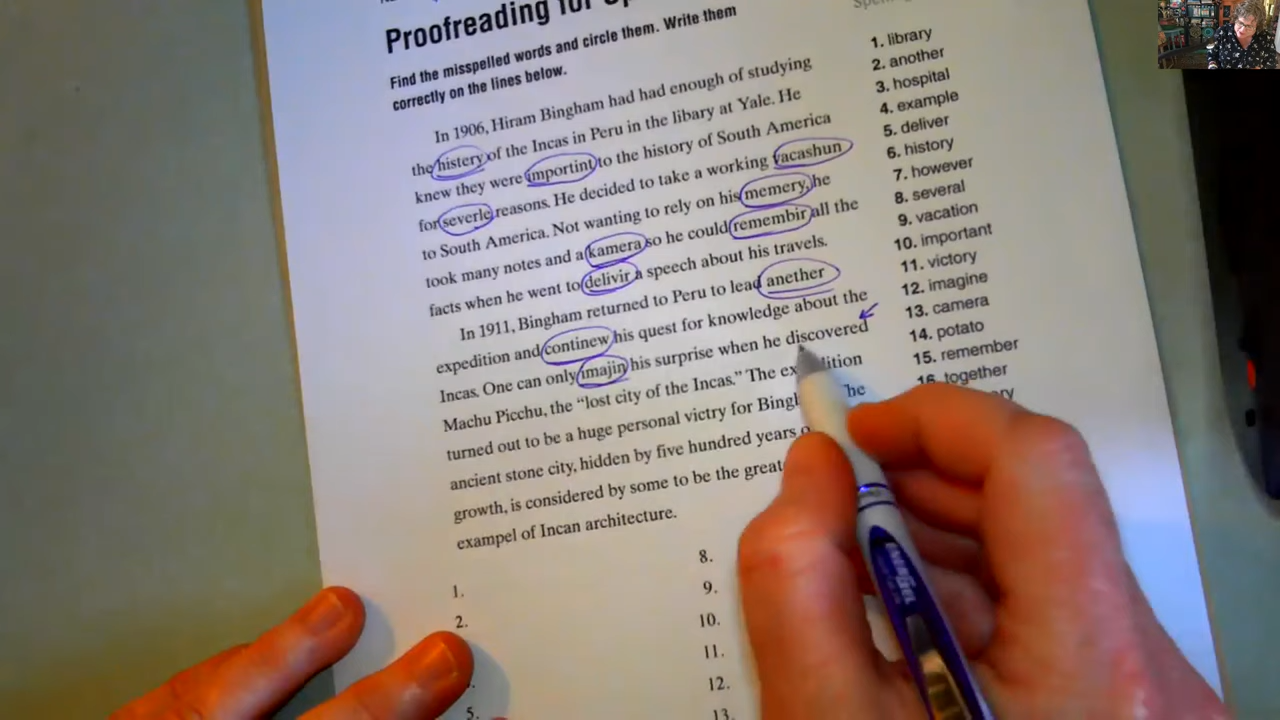 Proofreading for Sp
Find the misspelled words and circle them. Write them
correctly on the lines below.
In 1906, Hiram Bingham had had enough of studying
the histery of the Incas in Peru in the libary at Yale. He
knew they were importint to the history of South America
for severle reasons. He decided to take a working vacashun
to South America. Not wanting to rely on his memery, he
took many notes and a kamera so he could remembir all the
facts when he went to delivir a speech about his travels.
In 1911, Bingham returned to Peru to lead anether
expedition and continew his quest for knowledge about the
Incas. One can only imajin his surprise when he discovered
Machu Picchu, the “lost city of the Incas.” The ex dition
turned out to be a huge personal victry for Bingh he
ancient stone city, hidden by five hundred years o
growth, is considered by some to be the great
exampel of Incan architecture.
1.
2.
5.
8.
9.
10.
11.
12.
13.
1. library
2. another
3. hospital
4. example
5. deliver
6. history
7. however
8. several
9. vacation
10. important
11. victory
12. imagine
13. camera
14. potato
15. remember
16. together
ENERGEL